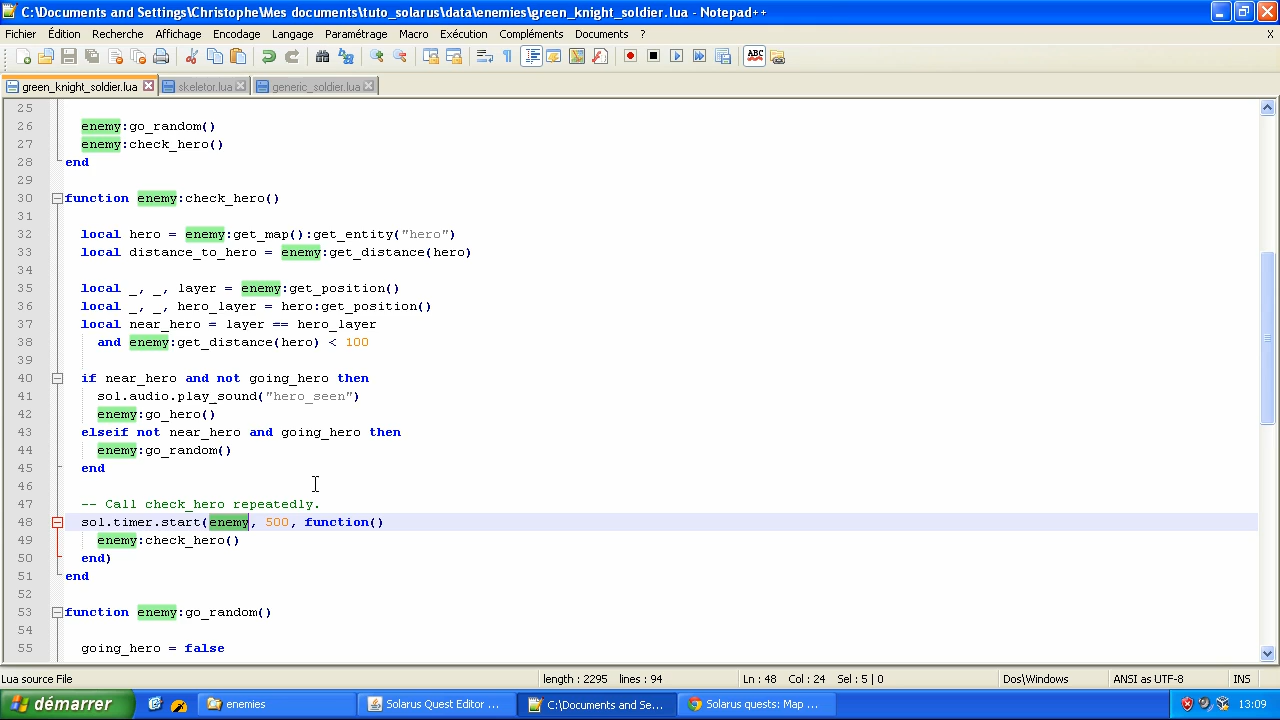 C:\Documents and Settings\Christophe\Mes documents\tuto_solarus\data\enemies\green_knight_soldier.lua - Notepad++
Fichier Édition Recherche Affichage Encodage Langage Paramétrage Macro Exécution Compléments Documents ? X
green_knight_soldier.lua skeletor.lua generic_soldier.lua
25
26 enemy:go_random()
27 enemy:check_hero()
28 end
29
30 function enemy:check_hero()
31
32 local hero = enemy:get_map():get_entity("hero")
33 local distance_to_hero = enemy:get_distance(hero)
34
35 local _, _, layer = enemy:get_position()
36 local _, _, hero_layer = hero:get_position()
37 local near_hero = layer == hero_layer
38 and enemy:get_distance(hero) < 100
39
40 if near_hero and not going_hero then
41 sol.audio.play_sound("hero_seen")
42 enemy:go_hero()
43 elseif not near_hero and going_hero then
44 enemy:go_random()
45 end
46
47 -- Call check_hero repeatedly.
48 sol.timer.start(enemy, 500, function()
49 enemy:check_hero()
50 end)
51 end
52
53 function enemy:go_random()
54
55 going_hero = false
Lua source File length : 2295 lines : 94 Ln : 48 Col : 24 Sel : 5 | 0 Dos\Windows ANSI as UTF-8 INS
démarrer enemies Solarus Quest Editor ... C:\Documents and Se... Solarus quests: Map ... 13:09